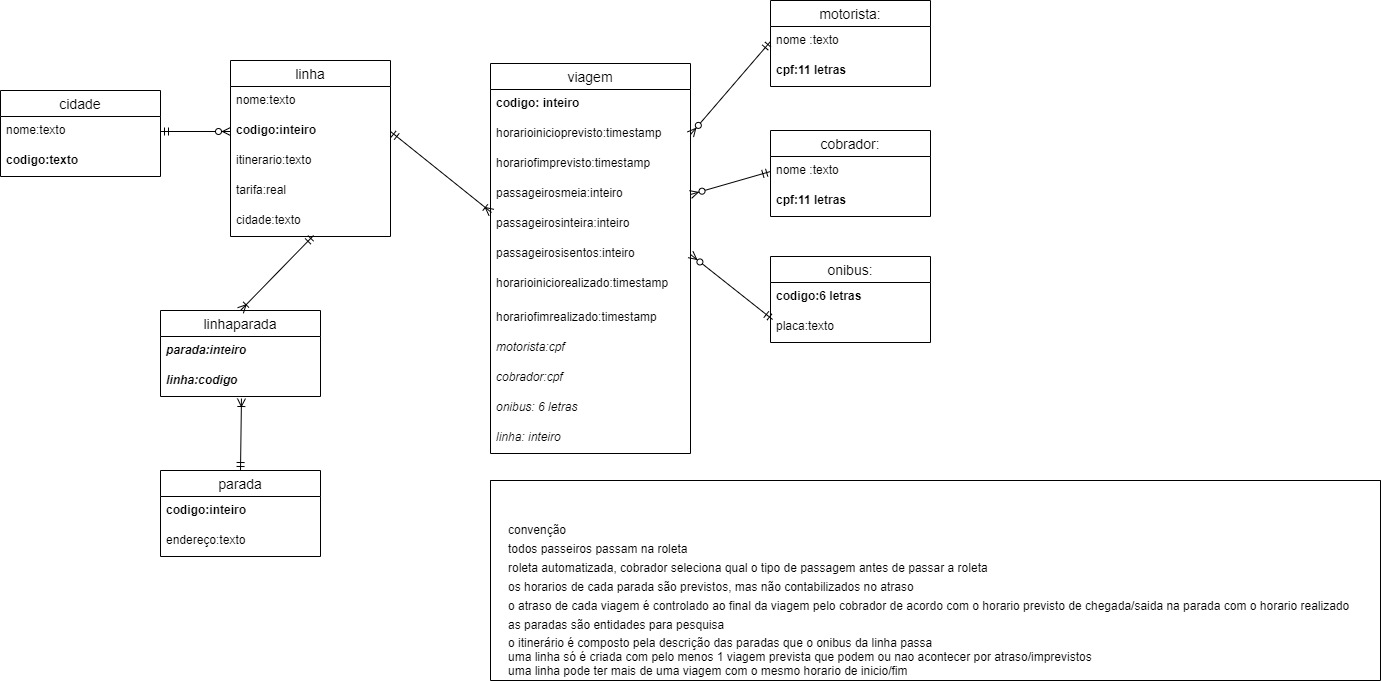 cidade
nome:texto
codigo:texto
linha
nome:texto
codigo:inteiro
itinerario:texto
tarifa:real
cidade:texto
linhaparada
parada:inteiro
linha:codigo
parada
codigo:inteiro
endereço:texto
viagem
codigo: inteiro
horarioinicioprevisto:timestamp
horariofimprevisto:timestamp
passageirosmeia:inteiro
passageirosinteira:inteiro
passageirosisentos:inteiro
horarioiniciorealizado:timestamp
horariofimrealizado:timestamp
motorista:cpf
cobrador:cpf
onibus: 6 letras
linha: inteiro
motorista:
nome :texto
cpf:11 letras
cobrador:
nome :texto
cpf:11 letras
onibus:
codigo:6 letras
placa:texto
convenção
todos passeiros passam na roleta
roleta automatizada, cobrador seleciona qual o tipo de passagem antes de passar a roleta
os horarios de cada parada são previstos, mas não contabilizados no atraso
o atraso de cada viagem é controlado ao final da viagem pelo cobrador de acordo com o horario previsto de chegada/saida na parada com o horario realizado
as paradas são entidades para pesquisa
o itinerário é composto pela descrição das paradas que o onibus da linha passa
uma linha só é criada com pelo menos 1 viagem prevista que podem ou nao acontecer por atraso/imprevistos
uma linha pode ter mais de uma viagem com o mesmo horario de inicio/fim